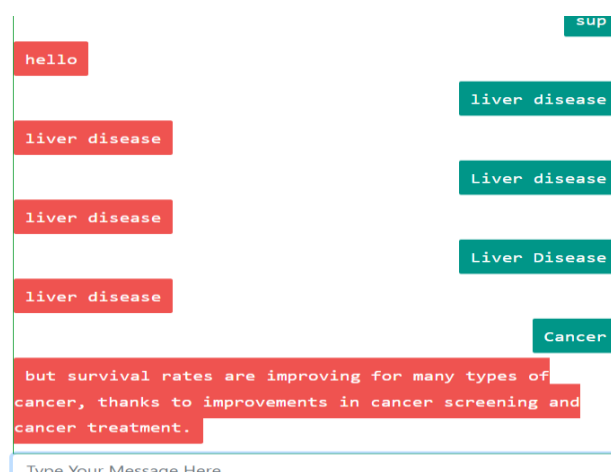 sup
hello
liver disease
liver disease
Liver disease
liver disease
Liver Disease
liver disease
Cancer
but survival rates are improving for many types of
cancer, thanks to improvements in cancer screening and
cancer treatment.
Type Your Message Here